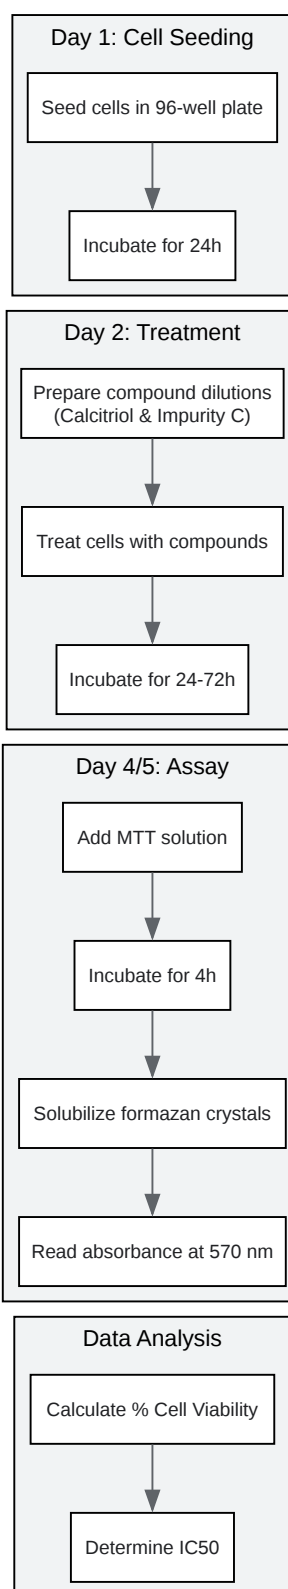 Day 1: Cell Seeding
Seed cells in 96-well plate
Incubate for 24h
Day 2: Treatment
Prepare compound dilutions
(Calcitriol & Impurity C)
Treat cells with compounds
Incubate for 24-72h
Day 4/5: Assay
Add MTT solution
Incubate for 4h
Solubilize formazan crystals
Read absorbance at 570 nm
Data Analysis
Calculate % Cell Viability
Determine IC50